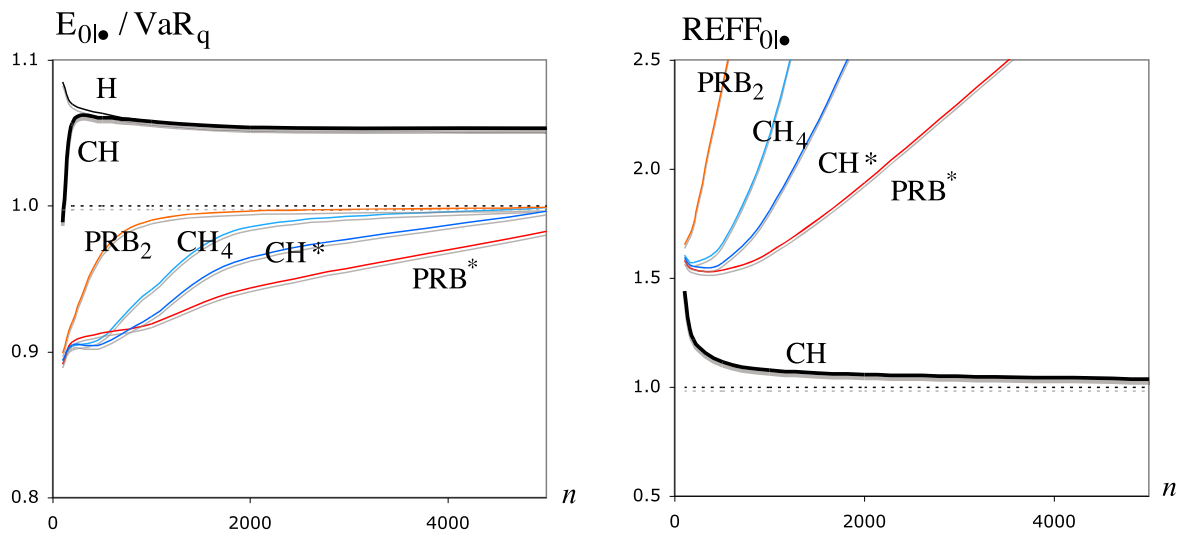 E0|● / VaRq
1.1
1.0
0.9
0.8
0
2000
4000
n
H
CH
PRB2
CH4
CH*
PRB*
REFF0|●
2.5
2.0
1.5
1.0
0.5
0
2000
4000
n
PRB2
CH4
CH*
PRB*
CH